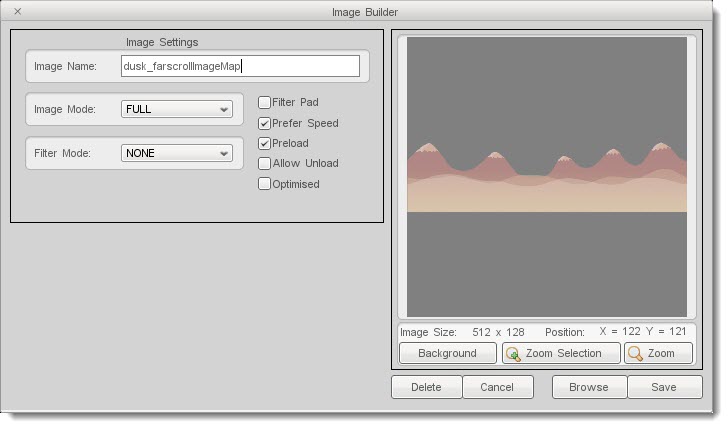 Image Builder
Image Settings
Image Name: dusk_farscrollImageMap
Image Mode: FULL
Filter Mode: NONE
Filter Pad
Prefer Speed
Preload
Allow Unload
Optimised
Image Size: 512 x 128 Position: X = 122 Y = 121
Background Zoom Selection Zoom
Delete Cancel Browse Save